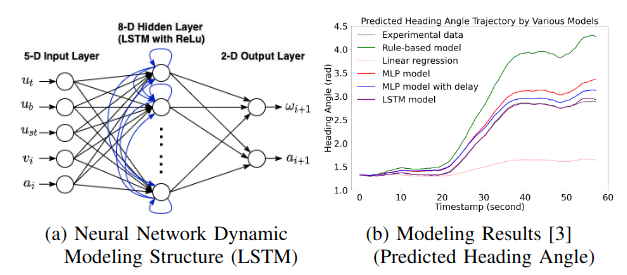 8-D Hidden Layer
(LSTM with ReLu)
5-D Input Layer
2-D Output Layer
u_t
u_b
u_st
v_i
a_i
ω_{i+1}
a_{i+1}
(a) Neural Network Dynamic
Modeling Structure (LSTM)
Predicted Heading Angle Trajectory by Various Models
Heading Angle (rad)
4.5
4.0
3.5
3.0
2.5
2.0
1.5
1.0
Experimental data
Rule-based model
Linear regression
MLP model
MLP model with delay
LSTM model
0 10 20 30 40 50 60
Timestamp (second)
(b) Modeling Results [3]
(Predicted Heading Angle)